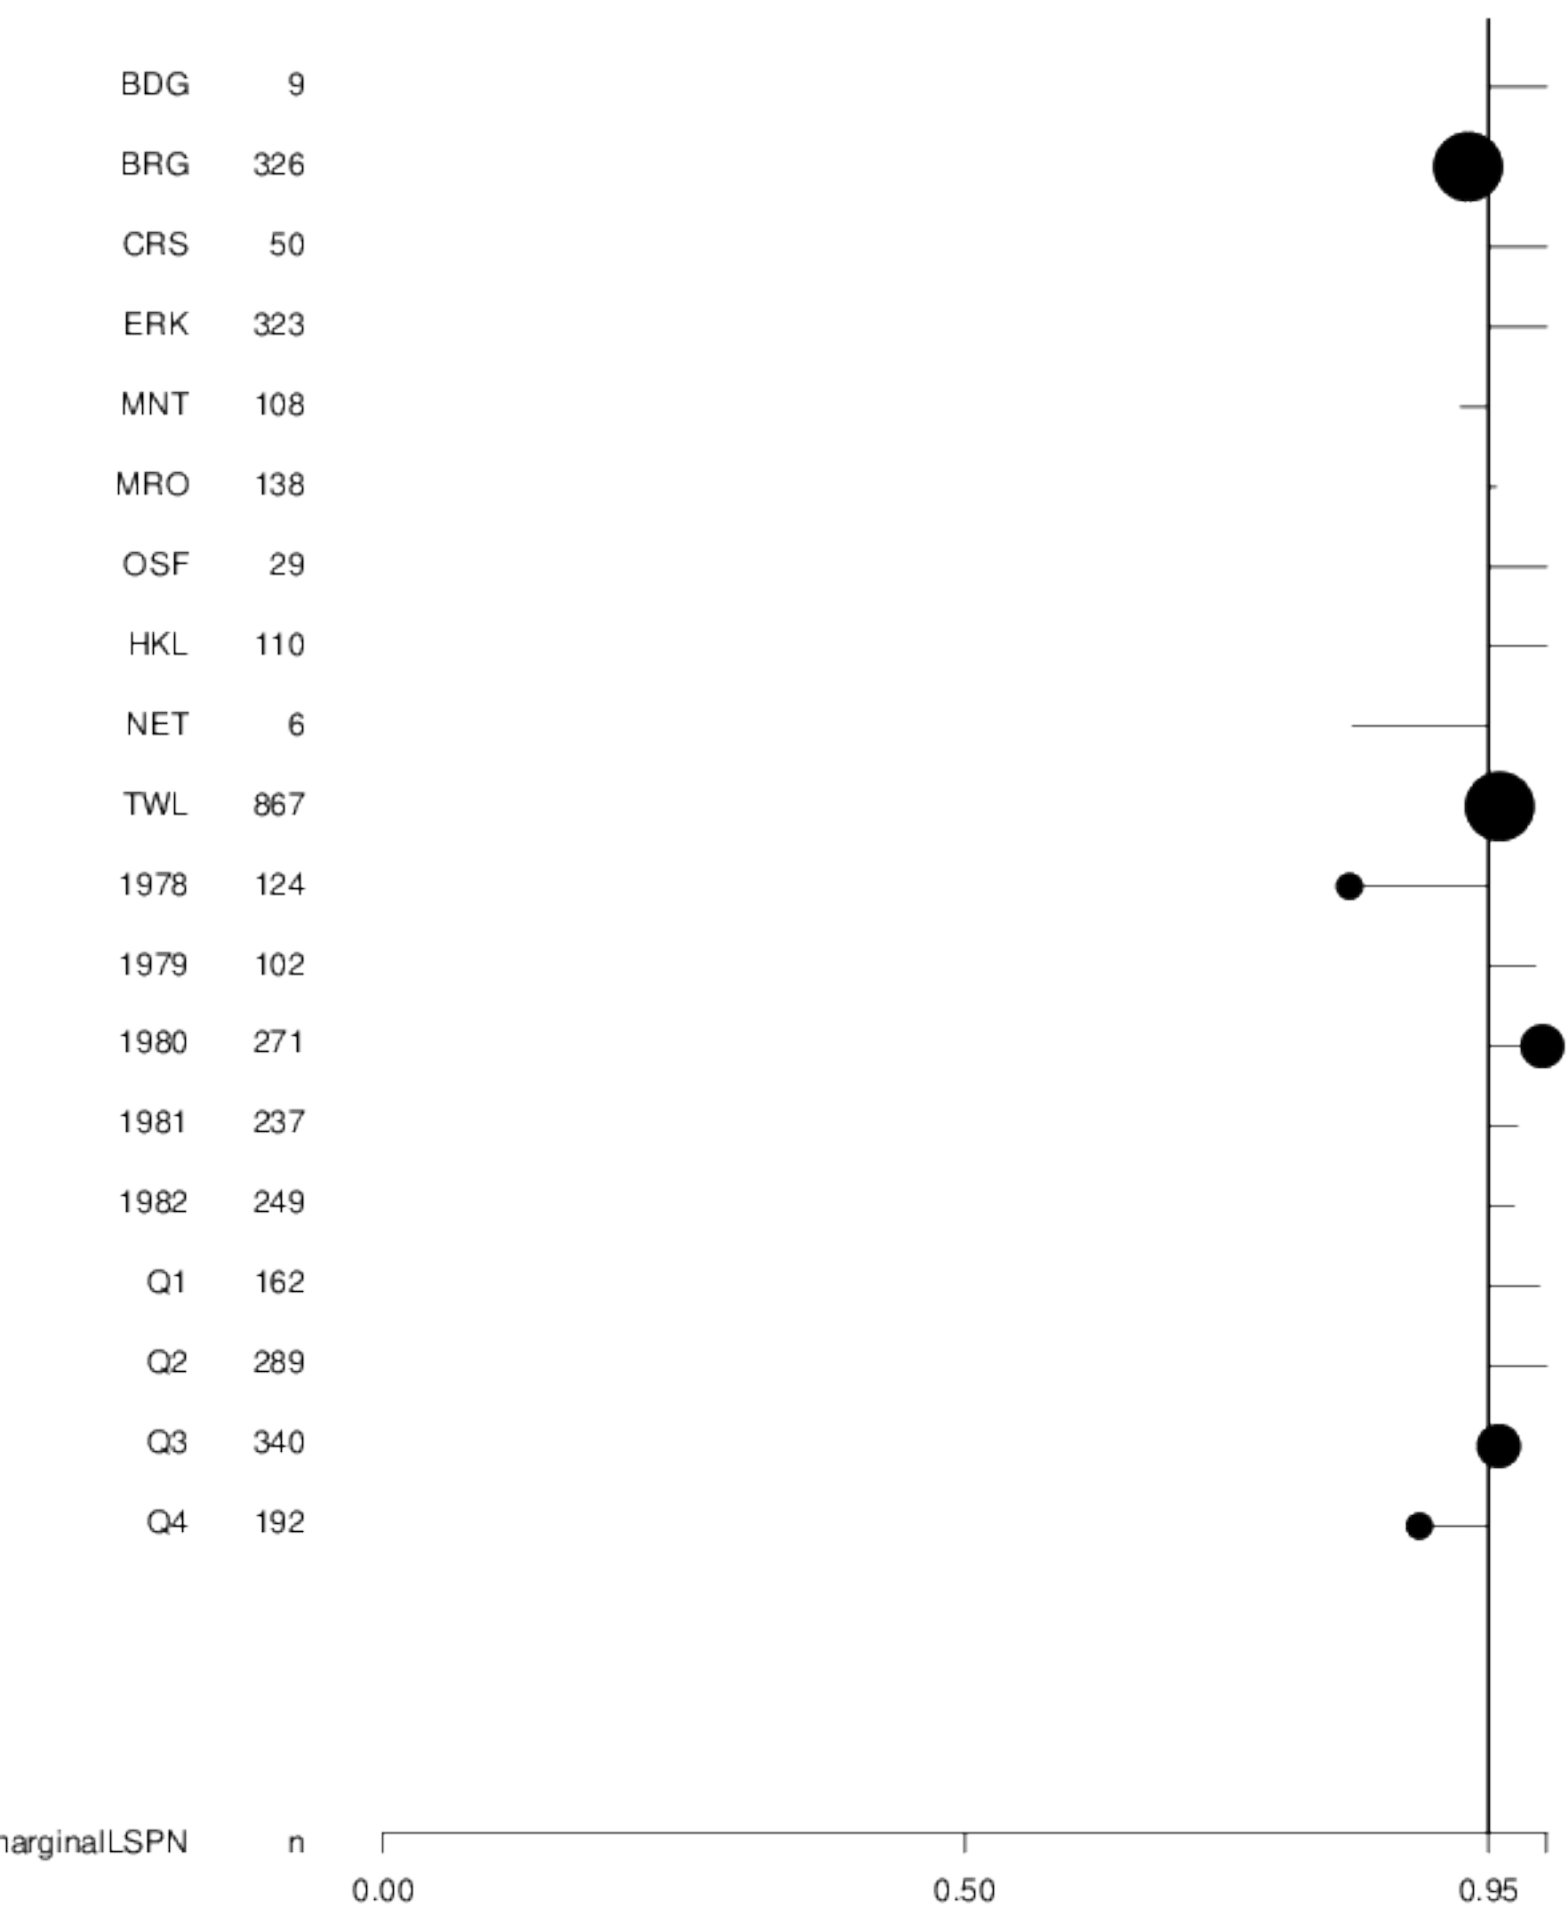 BDG 9
BRG 326
CRS 50
ERK 323
MNT 108
MRO 138
OSF 29
HKL 110
NET 6
TWL 867
1978 124
1979 102
1980 271
1981 237
1982 249
Q1 162
Q2 289
Q3 340
Q4 192
n
0.00 0.50 0.95